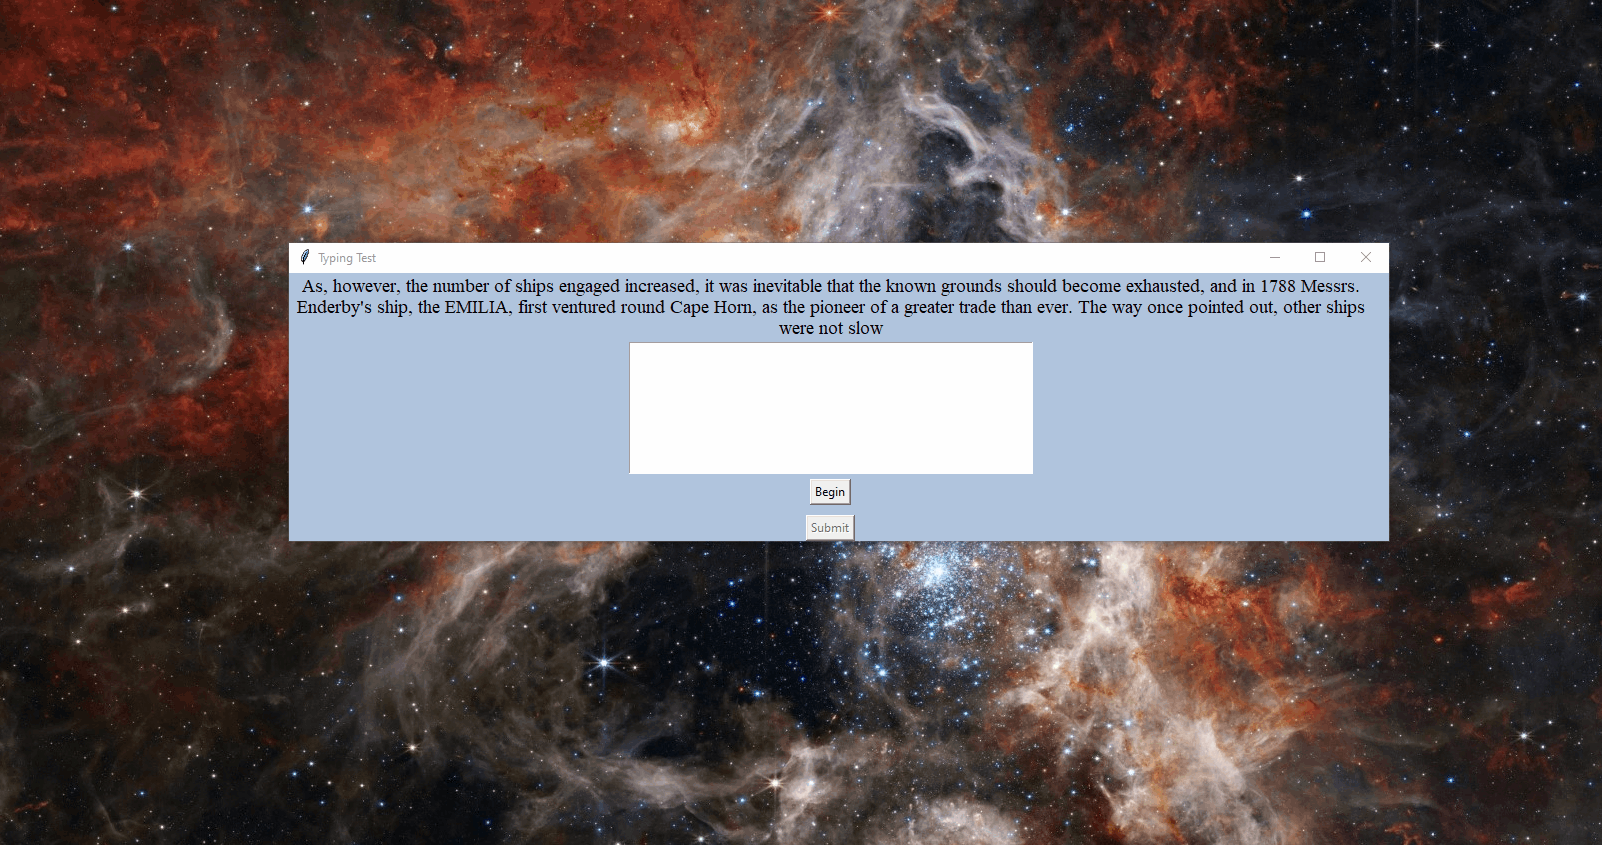 Typing Test
As, however, the number of ships engaged increased, it was inevitable that the known grounds should become exhausted, and in 1788 Messrs.
Enderby's ship, the EMILIA, first ventured round Cape Horn, as the pioneer of a greater trade than ever. The way once pointed out, other ships
were not slow
Begin
Submit